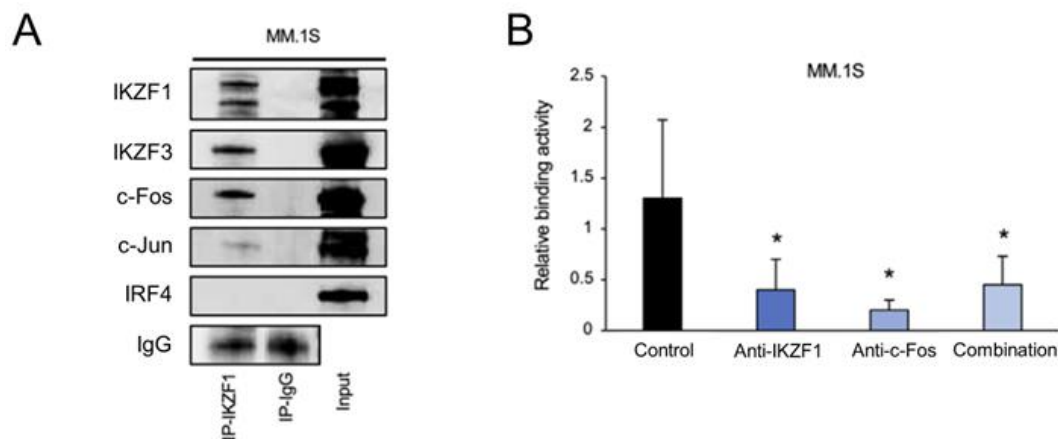 A
MM.1S
IKZF1
IKZF3
c-Fos
c-Jun
IRF4
IgG
IP-IKZF1
IP-IgG
Input
B
MM.1S
Relative binding activity
2.5
2
1.5
1
0.5
0
* * *
Control Anti-IKZF1 Anti-c-Fos Combination